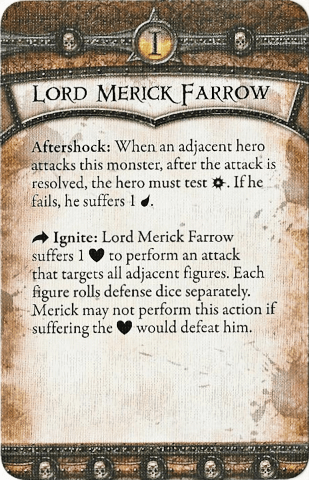 I
Lord Merick Farrow
Aftershock: When an adjacent hero
attacks this monster, after the attack is
resolved, the hero must test . If he
fails, he suffers 1 .
Ignite: Lord Merick Farrow
suffers 1 ♥ to perform an attack
that targets all adjacent figures. Each
figure rolls defense dice separately.
Merick may not perform this action if
suffering the ♥ would defeat him.